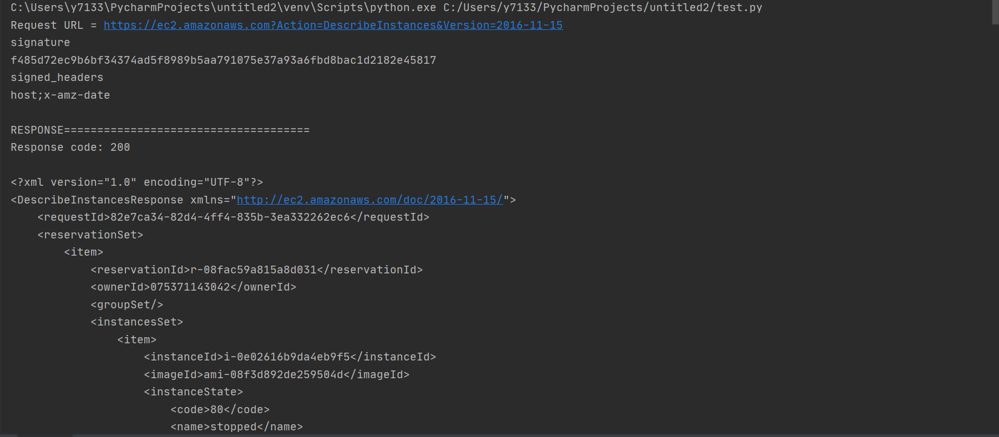 C:\Users\y7133\PycharmProjects\untitled2\venv\Scripts\python.exe C:/Users/y7133/PycharmProjects/untitled2/test.py
Request URL = https://ec2.amazonaws.com?Action=DescribeInstances&Version=2016-11-15
signature
f485d72ec9b6bf34374ad5f8989b5aa791075e37a93a6fbd8bac1d2182e45817
signed_headers
host;x-amz-date
RESPONSE=====================================
Response code: 200
<?xml version="1.0" encoding="UTF-8"?>
<DescribeInstancesResponse xmlns="http://ec2.amazonaws.com/doc/2016-11-15/">
    <requestId>82e7ca34-82d4-4ff4-835b-3ea332262ec6</requestId>
    <reservationSet>
        <item>
            <reservationId>r-08fac59a815a8d031</reservationId>
            <ownerId>075371143042</ownerId>
            <groupSet/>
            <instancesSet>
                <item>
                    <instanceId>i-0e02616b9da4eb9f5</instanceId>
                    <imageId>ami-08f3d892de259504d</imageId>
                    <instanceState>
                        <code>80</code>
                        <name>stopped</name>